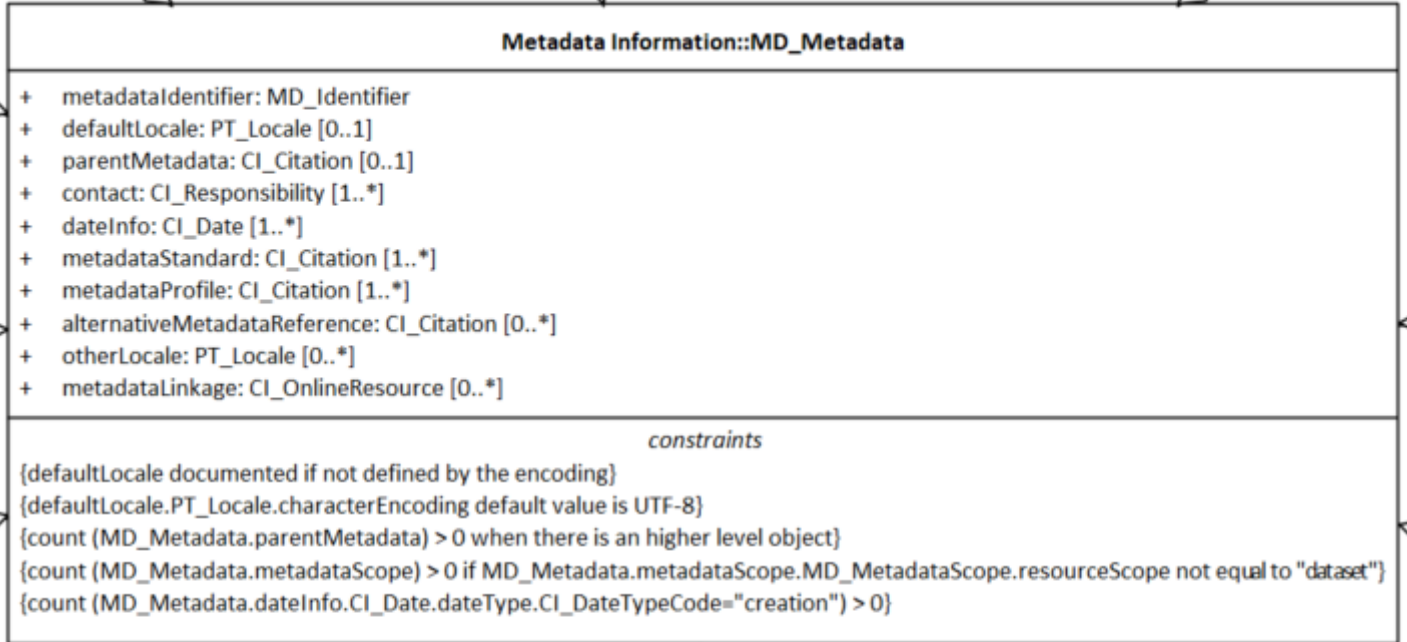 Metadata Information::MD_Metadata
+ metadataIdentifier: MD_Identifier
+ defaultLocale: PT_Locale [0..1]
+ parentMetadata: CI_Citation [0..1]
+ contact: CI_Responsibility [1..*]
+ dateInfo: CI_Date [1..*]
+ metadataStandard: CI_Citation [1..*]
+ metadataProfile: CI_Citation [1..*]
+ alternativeMetadataReference: CI_Citation [0..*]
+ otherLocale: PT_Locale [0..*]
+ metadataLinkage: CI_OnlineResource [0..*]
constraints
{defaultLocale documented if not defined by the encoding}
{defaultLocale.PT_Locale.characterEncoding default value is UTF-8}
{count (MD_Metadata.parentMetadata) > 0 when there is an higher level object}
{count (MD_Metadata.metadataScope) > 0 if MD_Metadata.metadataScope.MD_MetadataScope.resourceScope not equal to "dataset"}
{count (MD_Metadata.dateInfo.CI_Date.dateType.CI_DateTypeCode="creation") > 0}